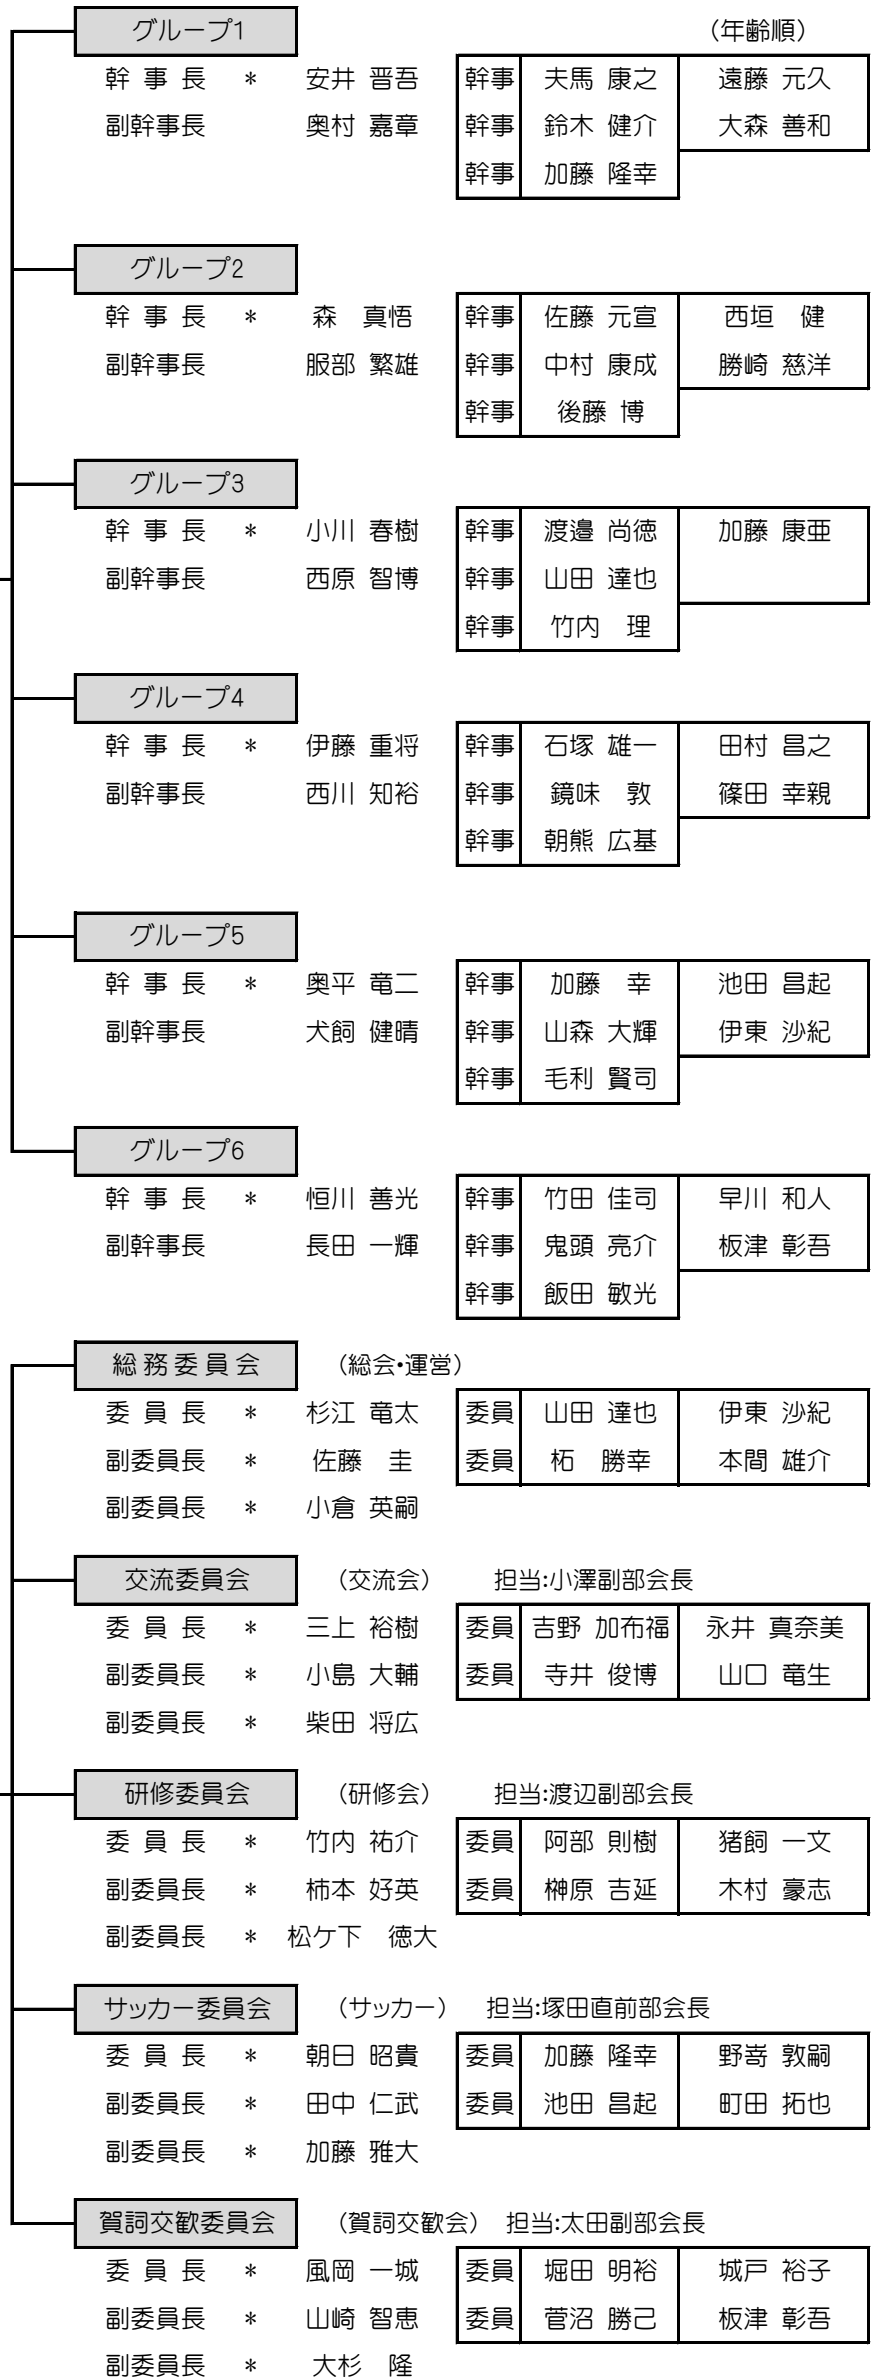 グループ1 （年齢順）
幹 事 長 * 安井 晋吾 幹事 夫馬 康之 遠藤 元久
副幹事長 奥村 嘉章 幹事 鈴木 健介 大森 善和
幹事 加藤 隆幸
グループ2
幹 事 長 * 森 真悟 幹事 佐藤 元宣 西垣 健
副幹事長 服部 繁雄 幹事 中村 康成 勝崎 慈洋
幹事 後藤 博
グループ3
幹 事 長 * 小川 春樹 幹事 渡邉 尚徳 加藤 康亜
副幹事長 西原 智博 幹事 山田 達也
幹事 竹内 理
グループ4
幹 事 長 * 伊藤 重将 幹事 石塚 雄一 田村 昌之
副幹事長 西川 知裕 幹事 鏡味 敦 篠田 幸親
幹事 朝熊 広基
グループ5
幹 事 長 * 奥平 竜二 幹事 加藤 幸 池田 昌起
副幹事長 犬飼 健晴 幹事 山森 大輝 伊東 沙紀
幹事 毛利 賢司
グループ6
幹 事 長 * 恒川 善光 幹事 竹田 佳司 早川 和人
副幹事長 長田 一輝 幹事 鬼頭 亮介 板津 彰吾
幹事 飯田 敏光
総務委員会 （総会・運営）
委 員 長 * 杉江 竜太 委員 山田 達也 伊東 沙紀
副委員長 * 佐藤 圭 委員 柘 勝幸 本間 雄介
副委員長 * 小倉 英嗣
交流委員会 （交流会） 担当:小澤副部会長
委 員 長 * 三上 裕樹 委員 吉野 加布福 永井 真奈美
副委員長 * 小島 大輔 委員 寺井 俊博 山口 竜生
副委員長 * 柴田 将広
研修委員会 （研修会） 担当:渡辺副部会長
委 員 長 * 竹内 祐介 委員 阿部 則樹 猪飼 一文
副委員長 * 柿本 好英 委員 榊原 吉延 木村 豪志
副委員長 * 松ケ下 徳大
サッカー委員会 （サッカー） 担当:塚田直前部会長
委 員 長 * 朝日 昭貴 委員 加藤 隆幸 野嵜 敦嗣
副委員長 * 田中 仁武 委員 池田 昌起 町田 拓也
副委員長 * 加藤 雅大
賀詞交歓委員会 （賀詞交歓会） 担当:太田副部会長
委 員 長 * 風岡 一城 委員 堀田 明裕 城戸 裕子
副委員長 * 山崎 智恵 委員 菅沼 勝己 板津 彰吾
副委員長 * 大杉 隆